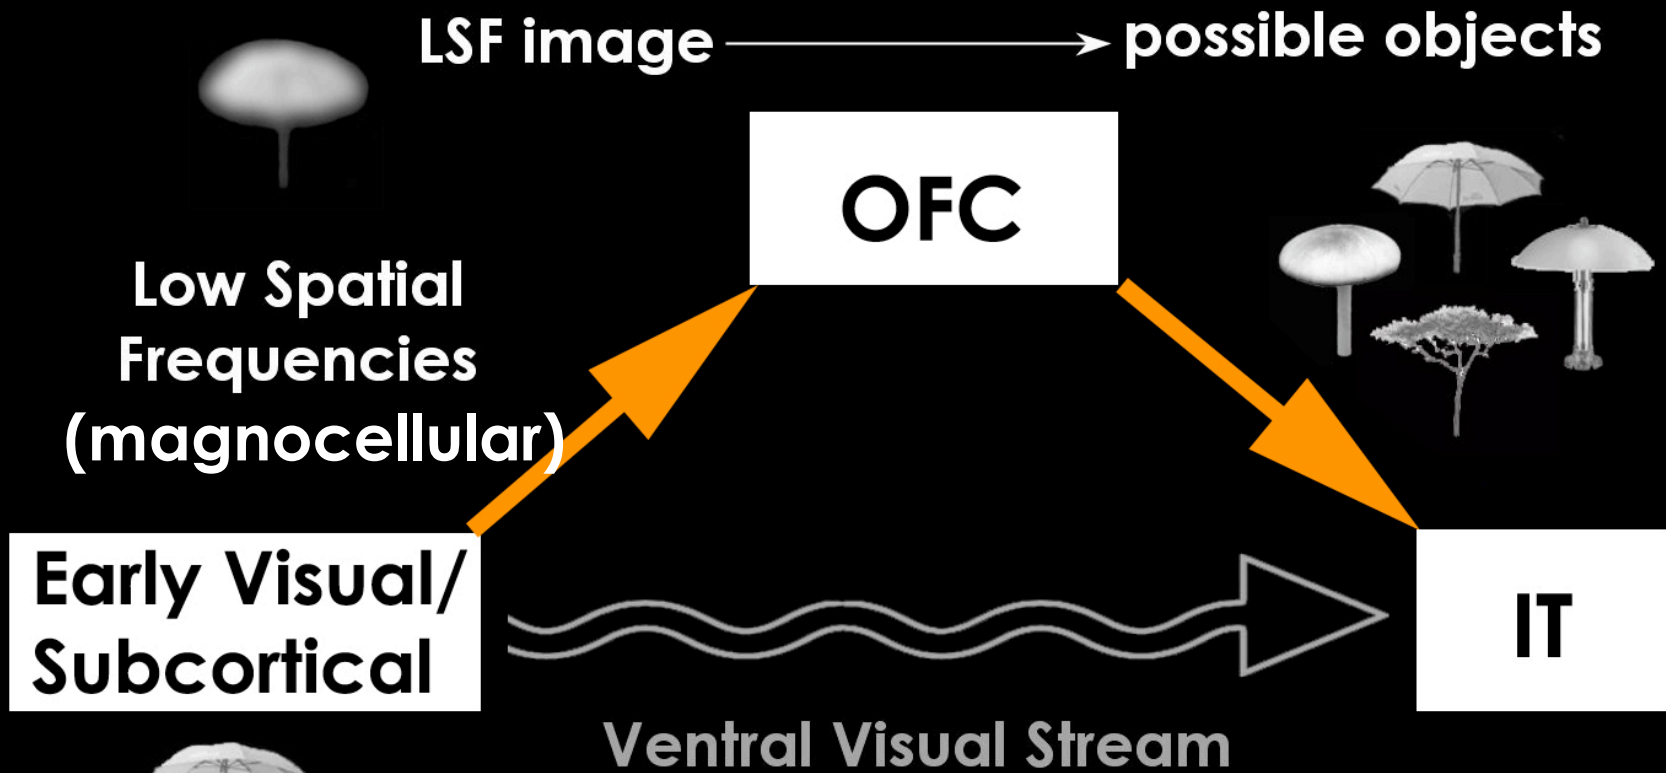 LSF image
possible objects
OFC
Low Spatial
Frequencies
(magnocellular)
Early Visual/
Subcortical
IT
Ventral Visual Stream